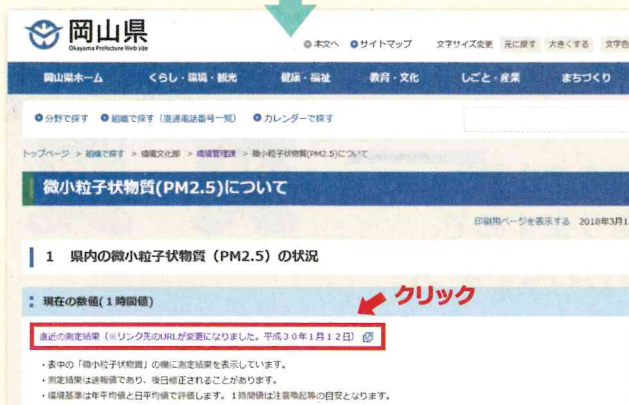 岡山県
Okayama Prefecture Web site
本文へ サイトマップ 文字サイズ変更 元に戻す 大きくする 文字色
岡山県ホーム くらし・環境・観光 健康・福祉 教育・文化 しごと・産業 まちづくり
分野で探す 組織で探す（直通電話番号一覧） カレンダーで探す
トップページ > 組織で探す > 環境文化部 > 環境管理課 > 微小粒子状物質(PM2.5)について
微小粒子状物質(PM2.5)について
印刷用ページを表示する 2018年3月1
1 県内の微小粒子状物質（PM2.5）の状況
現在の数値(１時間値)
クリック
直近の測定結果（※リンク先のURLが変更になりました。平成３０年１月１２日）
・表中の「微小粒子状物質」の欄に測定結果を表示しています。
・測定結果は速報値であり、後日修正されることがあります。
・環境基準は年平均値と日平均値で評価します。１時間値は注意喚起等の目安となります。